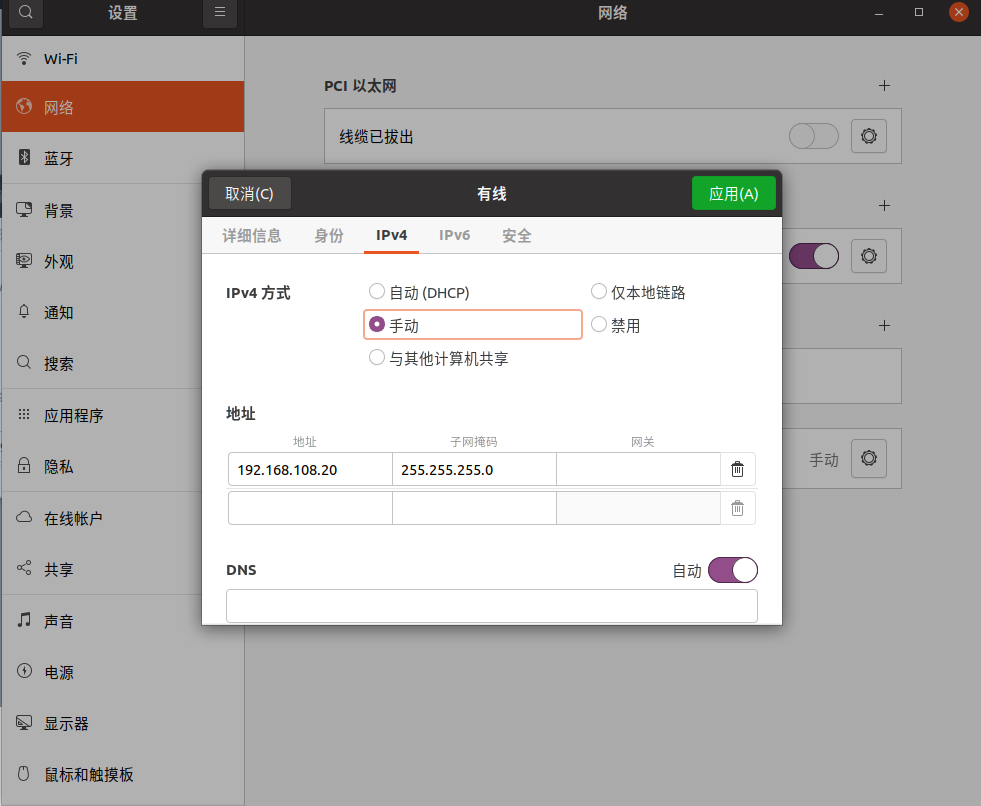 设置
网络
Wi-Fi
网络
蓝牙
背景
外观
通知
搜索
应用程序
隐私
在线帐户
共享
声音
电源
显示器
鼠标和触摸板
PCI 以太网
线缆已拔出
手动
取消(C)
有线
应用(A)
详细信息
身份
IPv4
IPv6
安全
IPv4 方式
自动 (DHCP)
仅本地链路
手动
禁用
与其他计算机共享
地址
地址
子网掩码
网关
192.168.108.20
255.255.255.0
DNS
自动